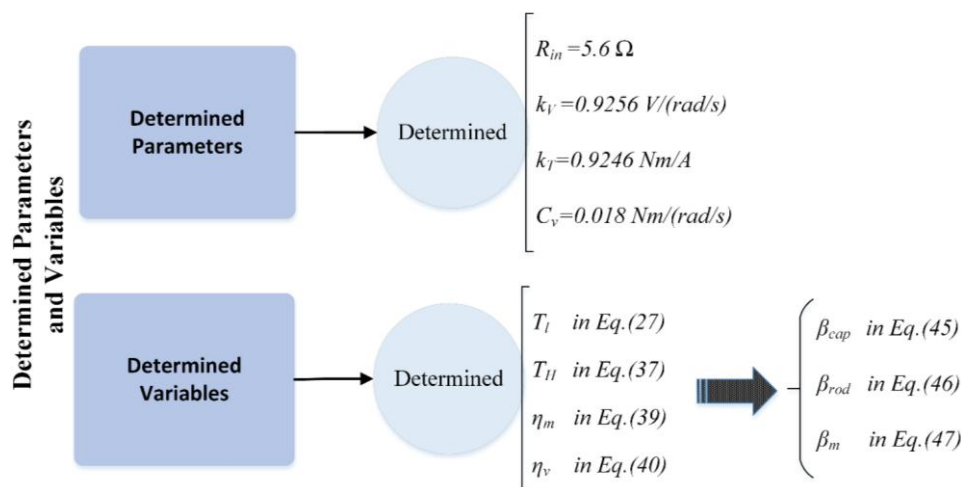 Determined Parameters
and Variables
Determined
Parameters
Determined
R_in =5.6 Ω
k_V =0.9256 V/(rad/s)
k_T=0.9246 Nm/A
C_v=0.018 Nm/(rad/s)
Determined
Variables
Determined
T_l in Eq.(27)
T_H in Eq.(37)
η_m in Eq.(39)
η_v in Eq.(40)
β_cap in Eq.(45)
β_rod in Eq.(46)
β_m in Eq.(47)